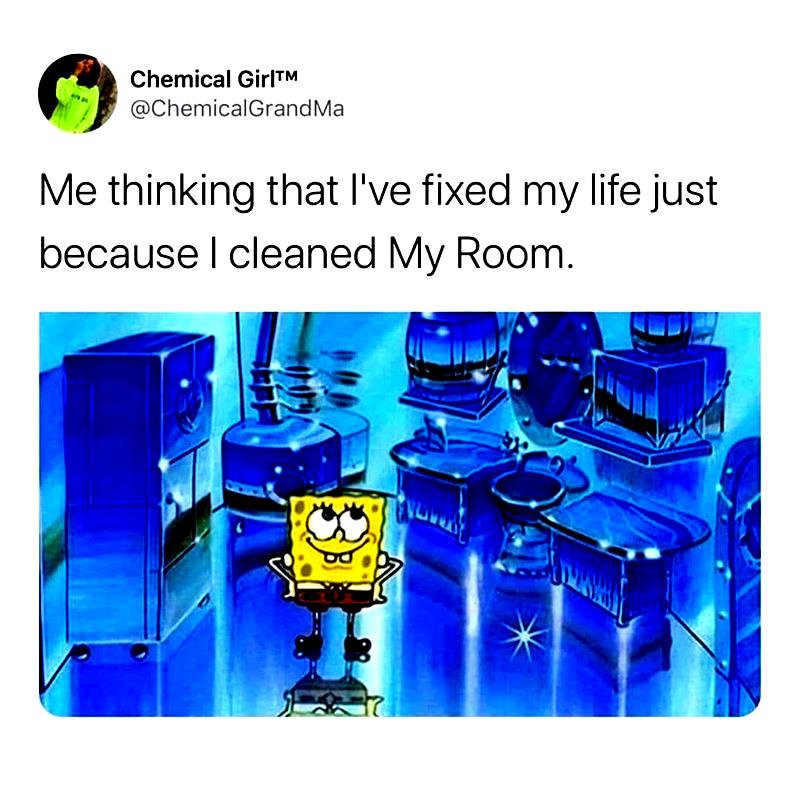 Chemical Girl™
@ChemicalGrandMa
Me thinking that I've fixed my life just
because I cleaned My Room.